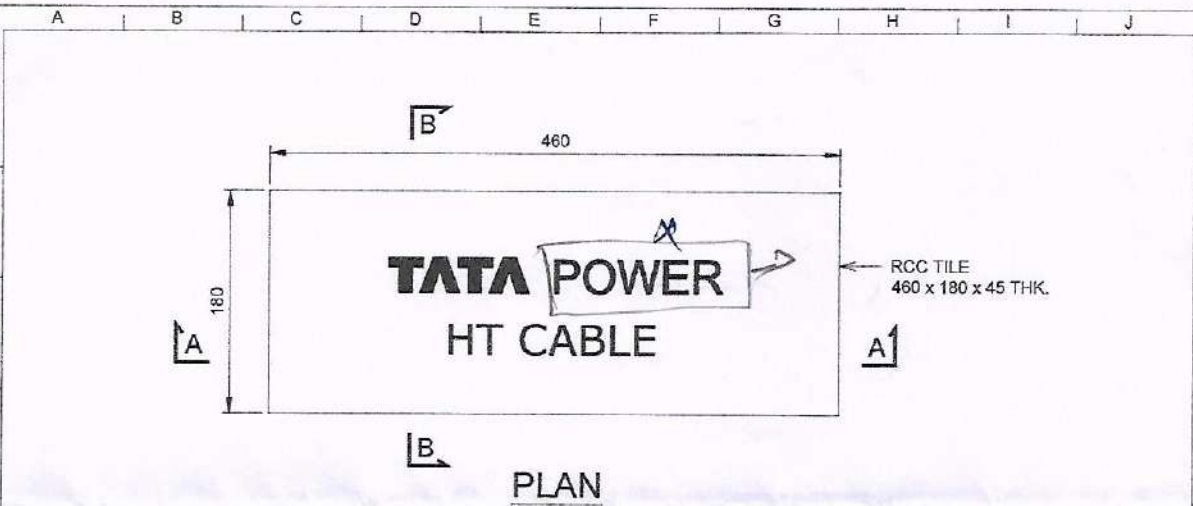 A B C D E F G H I J
B
460
180
TATA POWER
HT CABLE
RCC TILE
460 x 180 x 45 THK.
A A
B
PLAN